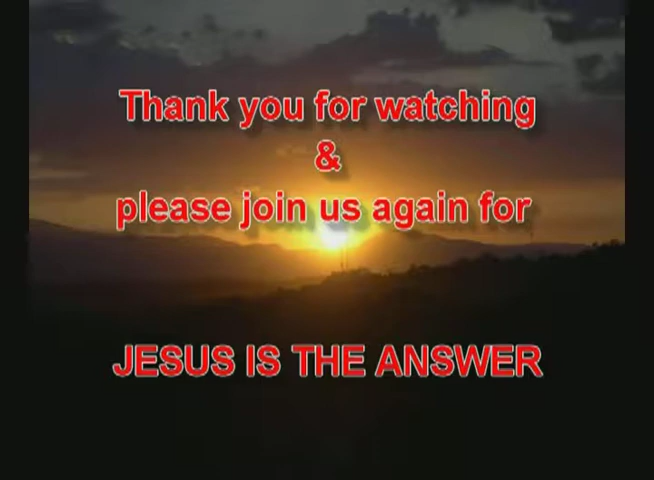 Thank you for watching
&
please join us again for
JESUS IS THE ANSWER